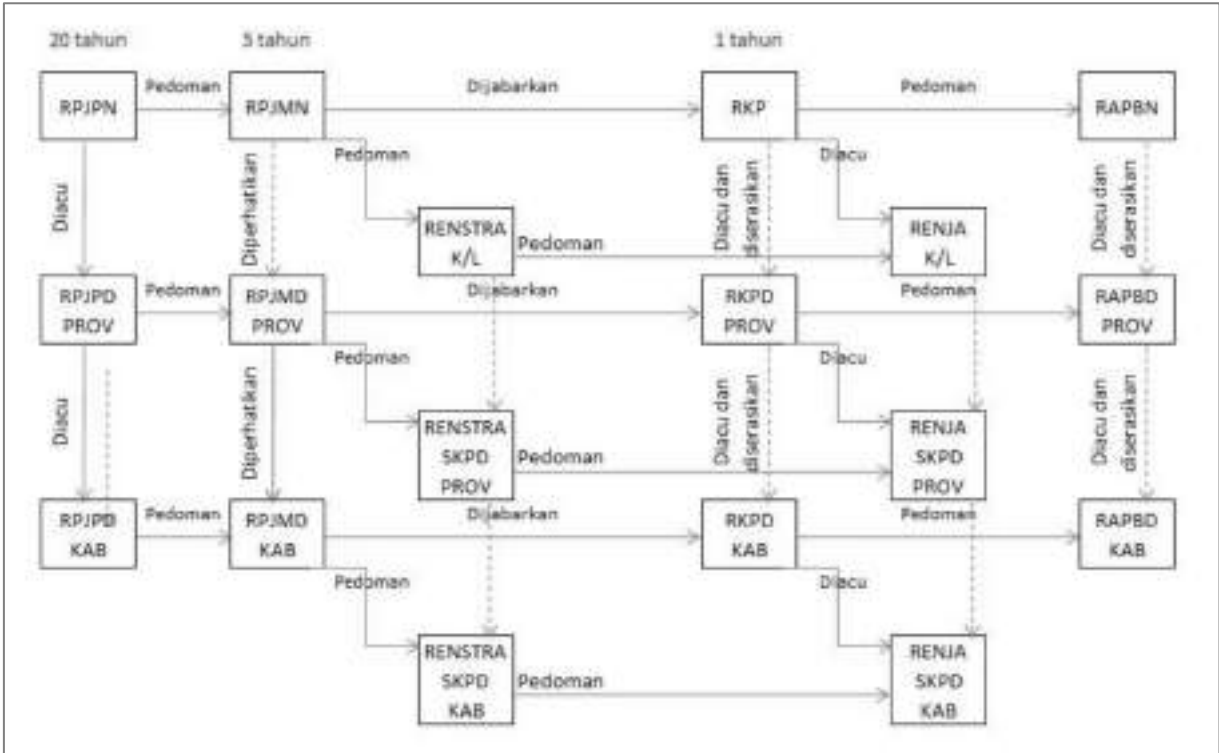 20 tahun
5 tahun
1 tahun
RPJPN
Pedoman
RPJMN
Dijabarkan
RKP
Pedoman
RAPBN
Diacu
Diperhatikan
Pedoman
Diacu dan
diserasikan
Diacu
Diacu dan
diserasikan
RENSTRA
K/L
Pedoman
RENJA
K/L
RPJPD
PROV
Pedoman
RPJMD
PROV
Dijabarkan
RKPD
PROV
Pedoman
RAPBD
PROV
Diacu
Diperhatikan
Pedoman
Diacu dan
diserasikan
Diacu
Diacu dan
diserasikan
RENSTRA
SKPD
PROV
Pedoman
RENJA
SKPD
PROV
RPJPD
KAB
Pedoman
RPJMD
KAB
Dijabarkan
RKPD
KAB
Pedoman
RAPBD
KAB
Pedoman
Diacu
RENSTRA
SKPD
KAB
Pedoman
RENJA
SKPD
KAB